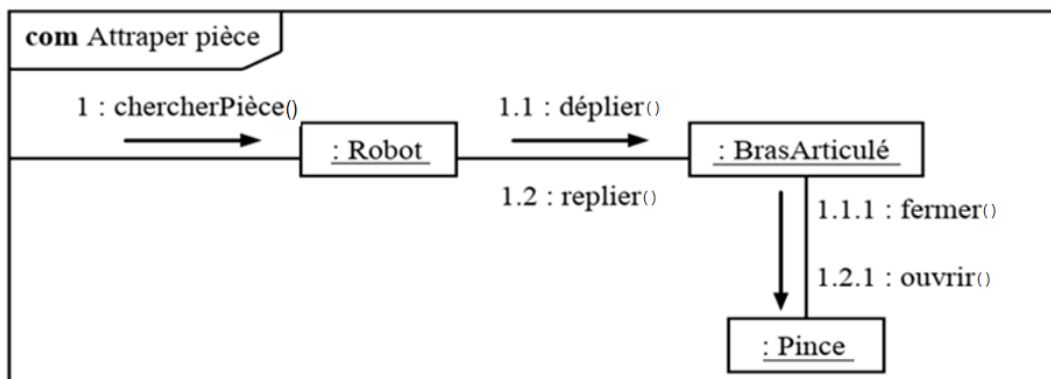 com Attraper pièce
1 : chercherPièce()
1.1 : déplier()
: Robot
: BrasArticulé
1.2 : replier()
1.1.1 : fermer()
1.2.1 : ouvrir()
: Pince